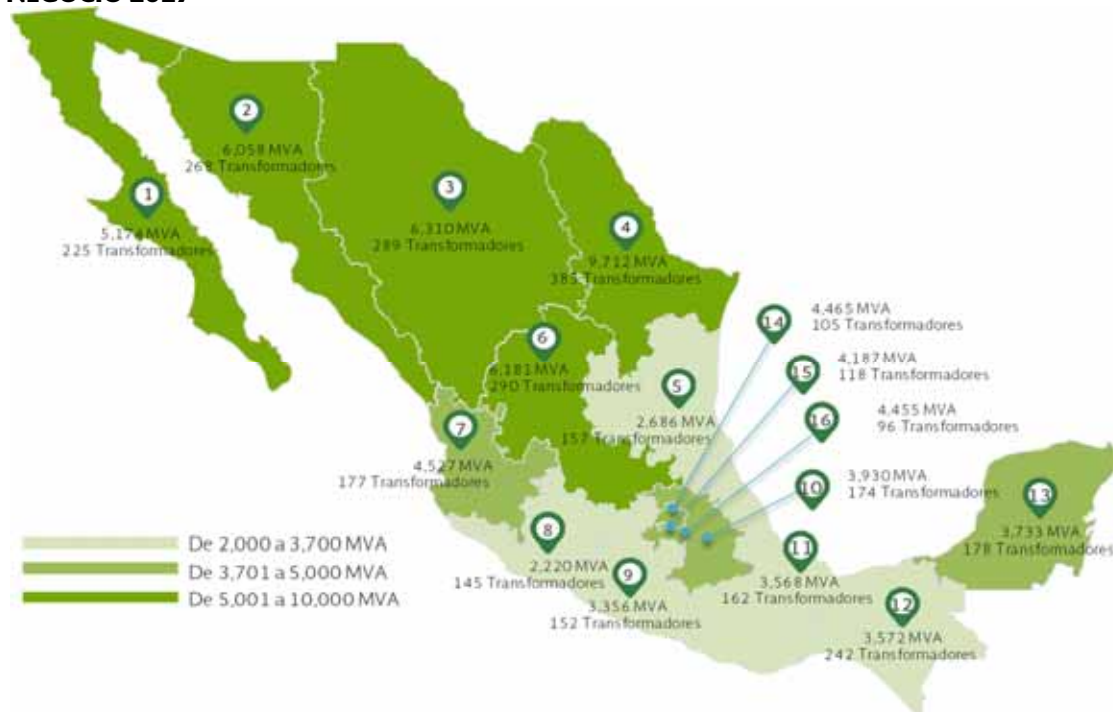 NEGOCIO 2017
2
6,058 MVA
268 Transformadores
1
5,174 MVA
225 Transformadores
3
6,310 MVA
289 Transformadores
4
9,712 MVA
385 Transformadores
14
4,465 MVA
105 Transformadores
15
4,187 MVA
118 Transformadores
6
6,181 MVA
290 Transformadores
5
2,686 MVA
157 Transformadores
16
4,455 MVA
96 Transformadores
7
4,527 MVA
177 Transformadores
10
3,930 MVA
174 Transformadores
13
3,733 MVA
178 Transformadores
8
2,220 MVA
145 Transformadores
9
3,356 MVA
152 Transformadores
11
3,568 MVA
162 Transformadores
12
3,572 MVA
242 Transformadores
De 2,000 a 3,700 MVA
De 3,701 a 5,000 MVA
De 5,001 a 10,000 MVA